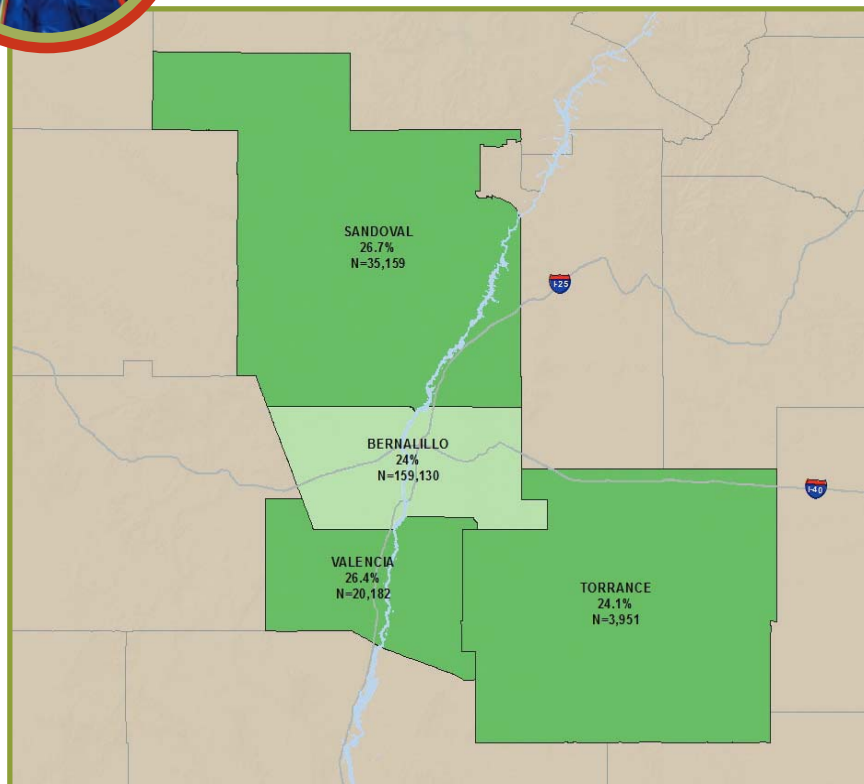 SANDOVAL
26.7%
N=35,159
I-25
BERNALILLO
24%
N=159,130
I-40
VALENCIA
26.4%
N=20,182
TORRANCE
24.1%
N=3,951